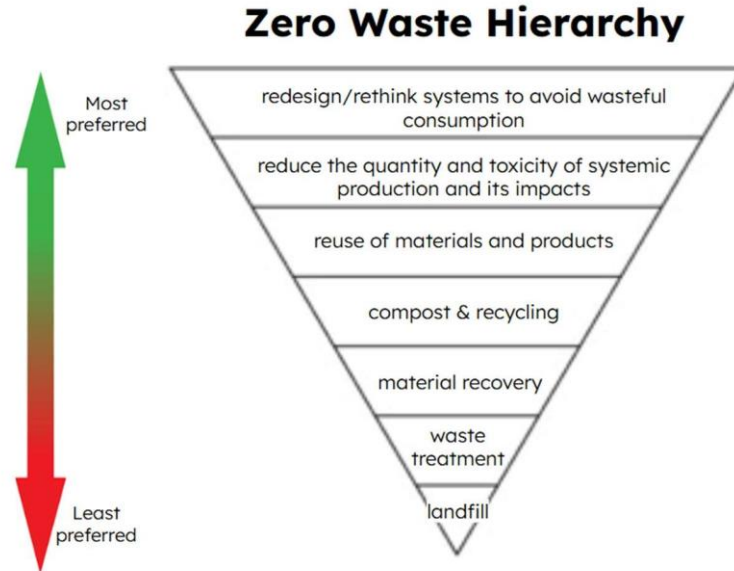 Zero Waste Hierarchy
Most
preferred
redesign/rethink systems to avoid wasteful
consumption
reduce the quantity and toxicity of systemic
production and its impacts
reuse of materials and products
compost & recycling
material recovery
waste
treatment
landfill
Least
preferred